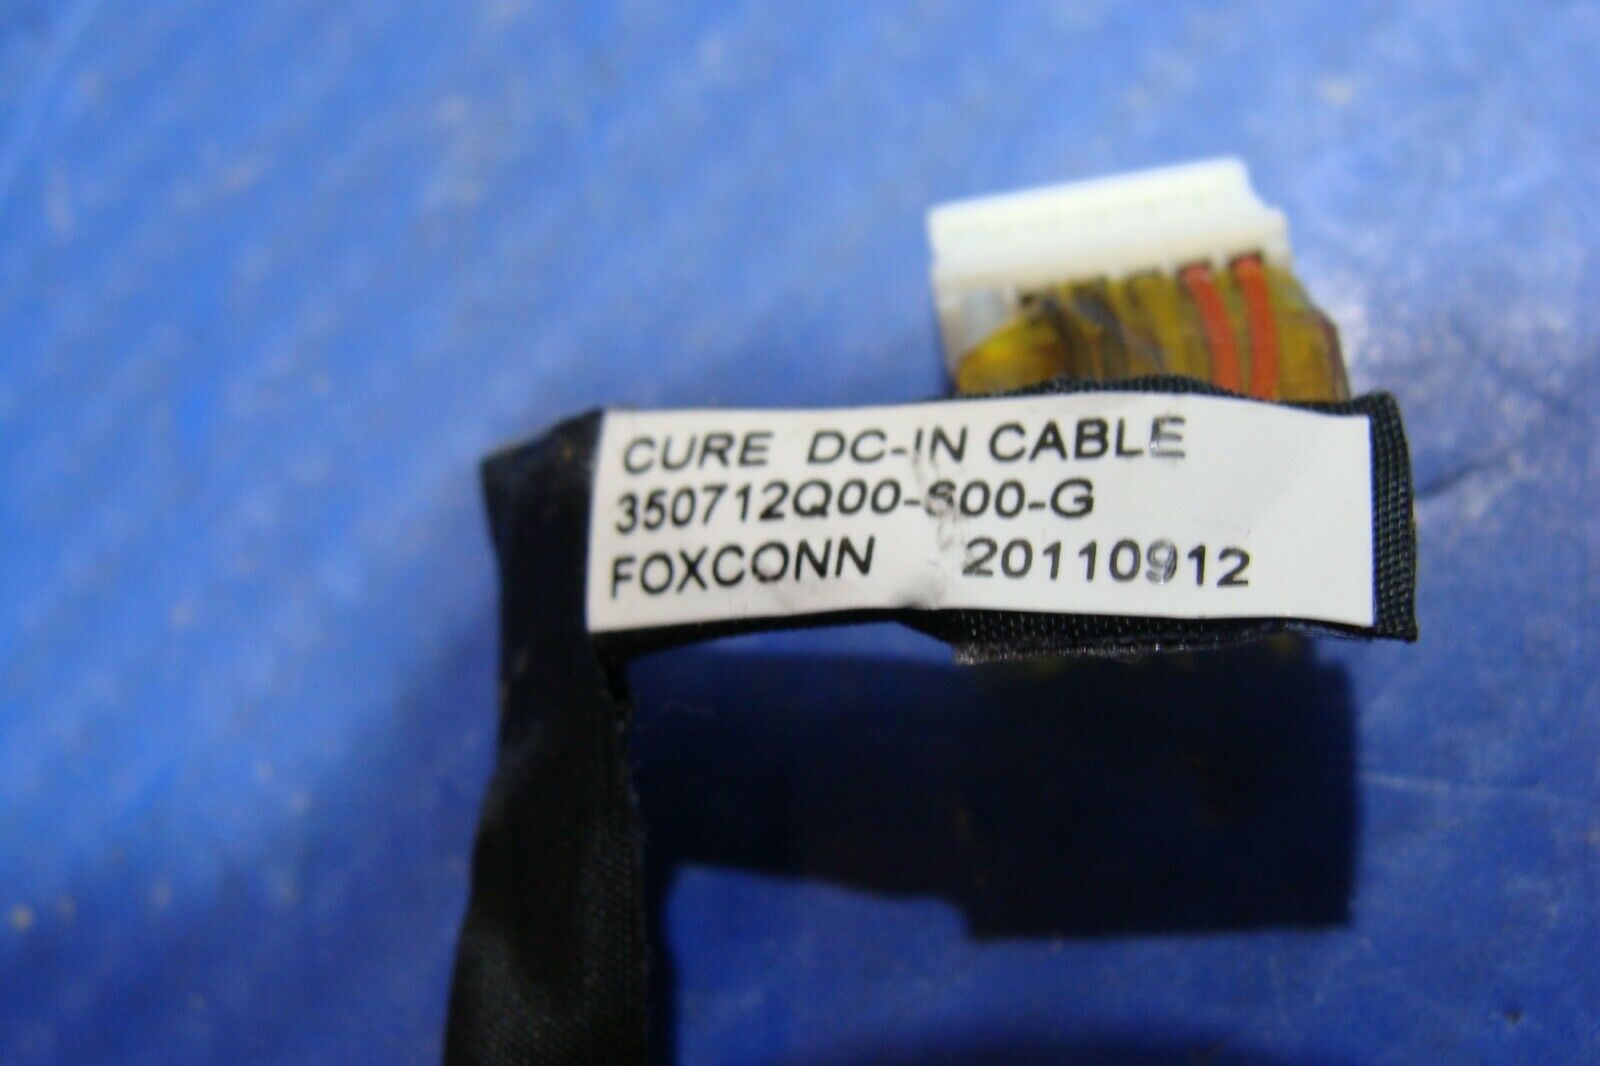 CURE DC-IN CABLE
350712Q00-600-G
FOXCONN 20110912